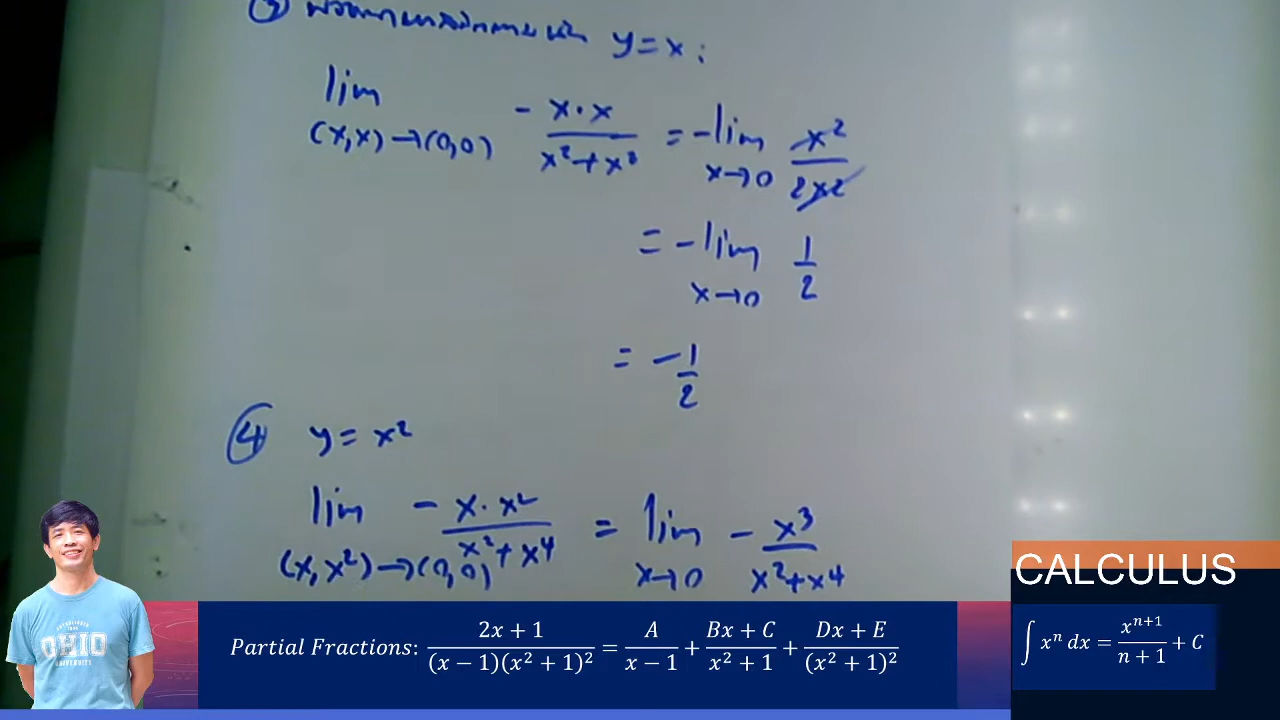 y = x ;
lim (x,x)→(0,0) - x·x / x²+x² = - lim x→0 x² / 2x²
= - lim x→0 1/2
= - 1/2
④ y = x²
lim (x,x²)→(0,0) - x·x² / x²+x⁴ = lim x→0 - x³ / x²+x⁴
OHIO
UNIVERSITY
Partial Fractions: 2x + 1 / (x − 1)(x² + 1)² = A / x − 1 + Bx + C / x² + 1 + Dx + E / (x² + 1)²
CALCULUS
∫ xⁿ dx = xⁿ⁺¹ / n + 1 + C